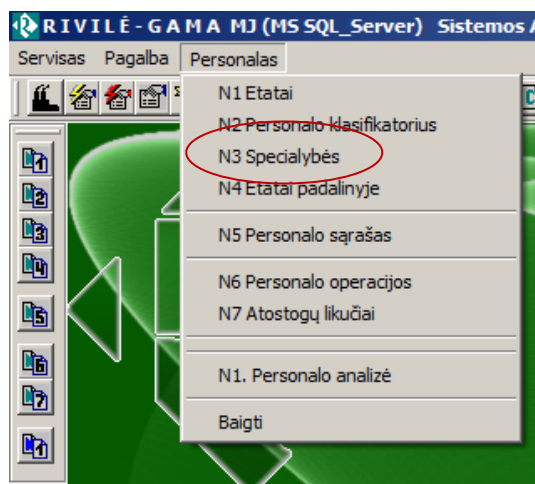 RIVILĖ-GAMA MJ (MS SQL_Server) Sistemos
Servisas Pagalba Personalas
N1 Etatai
N2 Personalo klasifikatorius
N3 Specialybės
N4 Etatai padalinyje
N5 Personalo sąrašas
N6 Personalo operacijos
N7 Atostogų likučiai
N1. Personalo analizė
Baigti